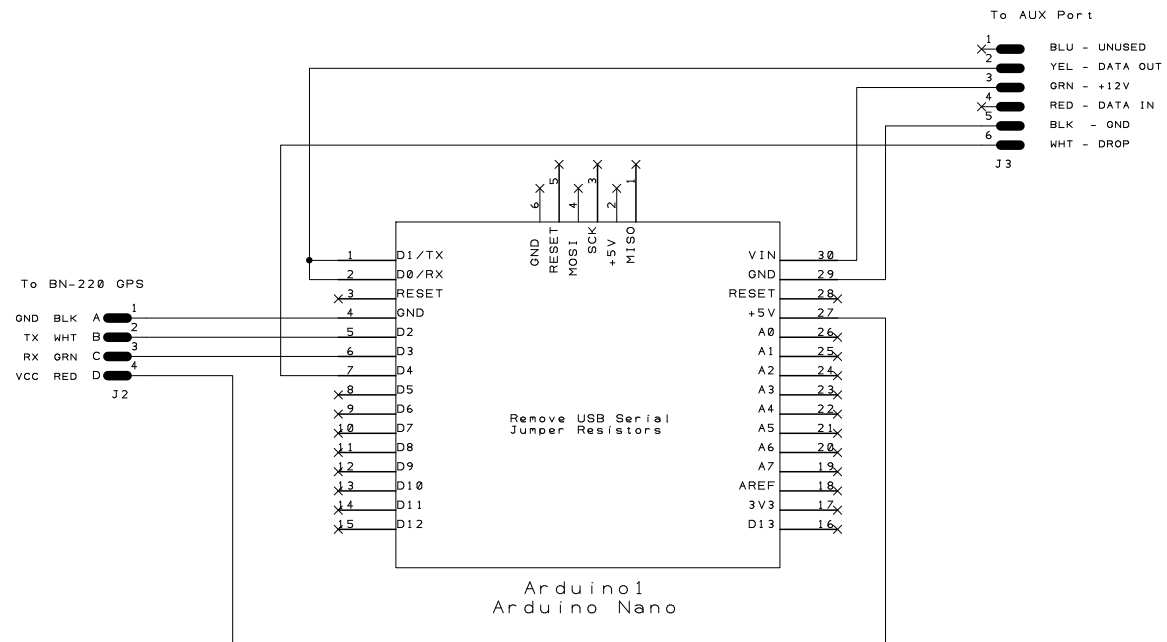 To AUX Port
1 BLU - UNUSED
2 YEL - DATA OUT
3 GRN - +12V
4 RED - DATA IN
5 BLK - GND
6 WHT - DROP
J3
6 5 4 3 2 1
GND RESET MOSI SCK +5V MISO
1 D1/TX VIN 30
2 D0/RX GND 29
3 RESET RESET 28
4 GND +5V 27
5 D2 A0 26
6 D3 A1 25
7 D4 A2 24
8 D5 A3 23
9 D6 A4 22
10 D7 A5 21
11 D8 A6 20
12 D9 A7 19
13 D10 AREF 18
14 D11 3V3 17
15 D12 D13 16
To BN-220 GPS
GND BLK A 1
TX WHT B 2
RX GRN C 3
VCC RED D 4
J2
Remove USB Serial
Jumper Resistors
Arduino1
Arduino Nano